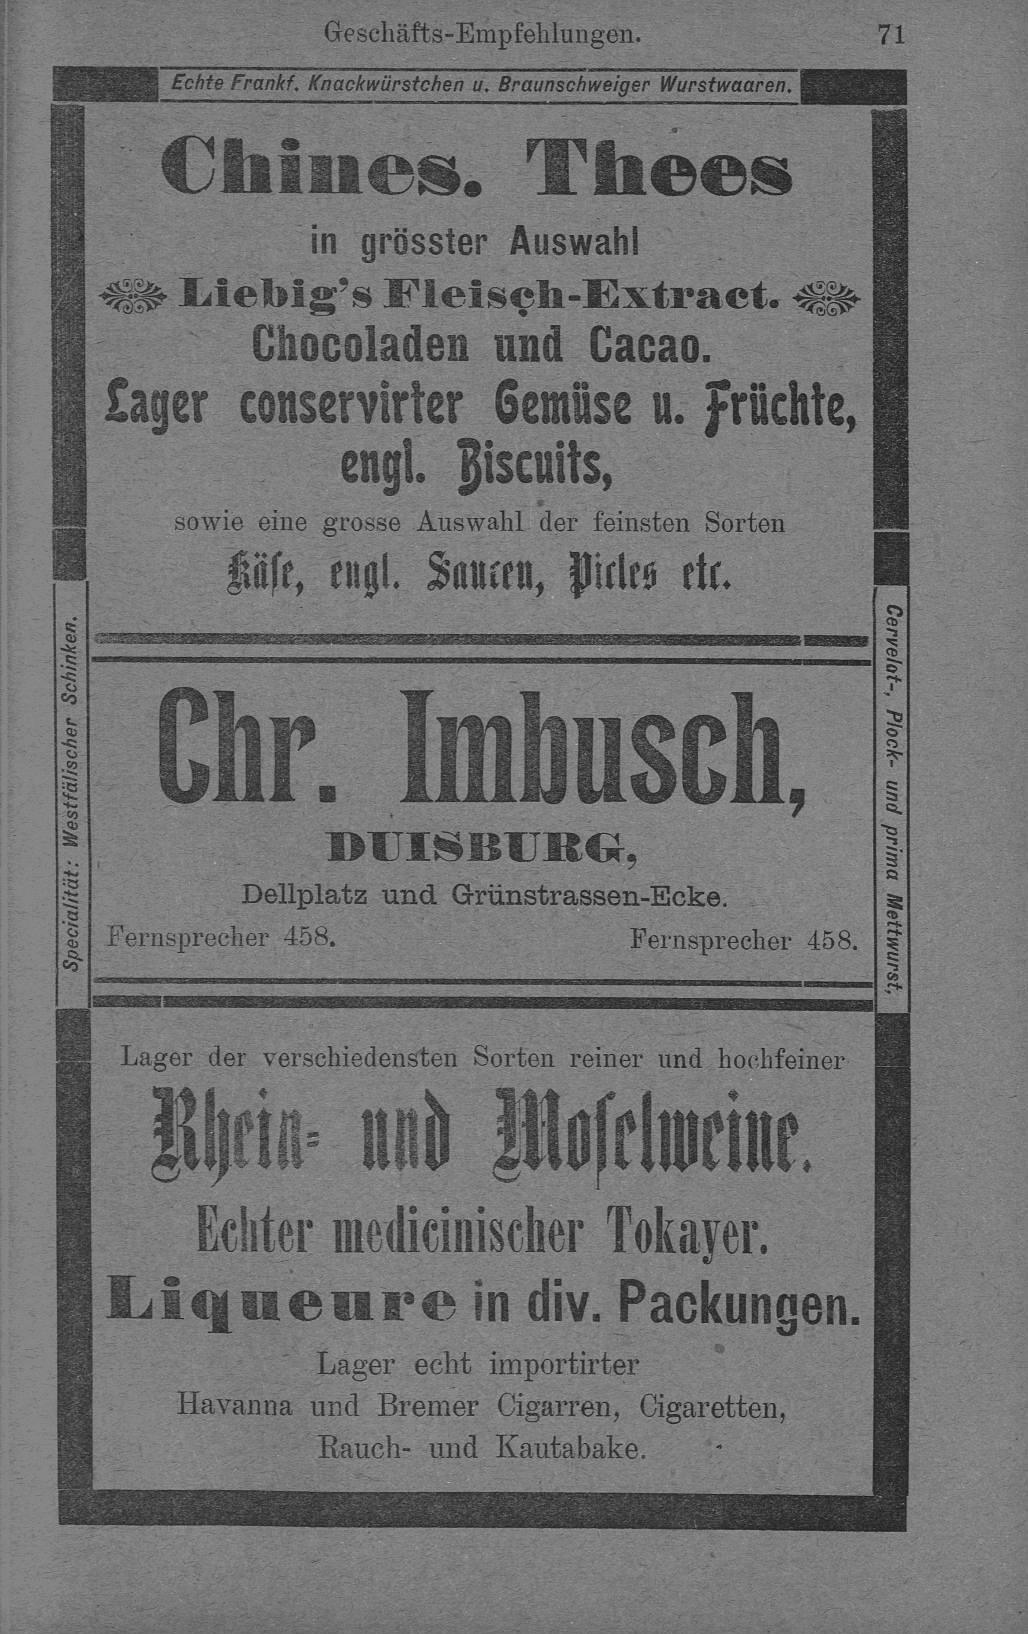 Geschäfts-Empfehlungen. 71
Echte Frankf. Knackwürstchen u. Braunschweiger Wurstwaaren.
Chines. Thees
in grösster Auswahl
Liebig's Fleisch-Extract.
Chocoladen und Cacao.
Lager conservirter Gemüse u. Früchte,
engl. Biscuits,
sowie eine grosse Auswahl der feinsten Sorten
Käse, engl. Saucen, Picles etc.
Specialität: Westfälischer Schinken.
Cervelat-, Plock- und prima Mettwurst,
Chr. Imbusch,
DUISBURG,
Dellplatz und Grünstrassen-Ecke.
Fernsprecher 458. Fernsprecher 458.
Lager der verschiedensten Sorten reiner und hochfeiner
Rhein- und Moselweine.
Echter medicinischer Tokayer.
Liqueure in div. Packungen.
Lager echt importirter
Havanna und Bremer Cigarren, Cigaretten,
Rauch- und Kautabake.